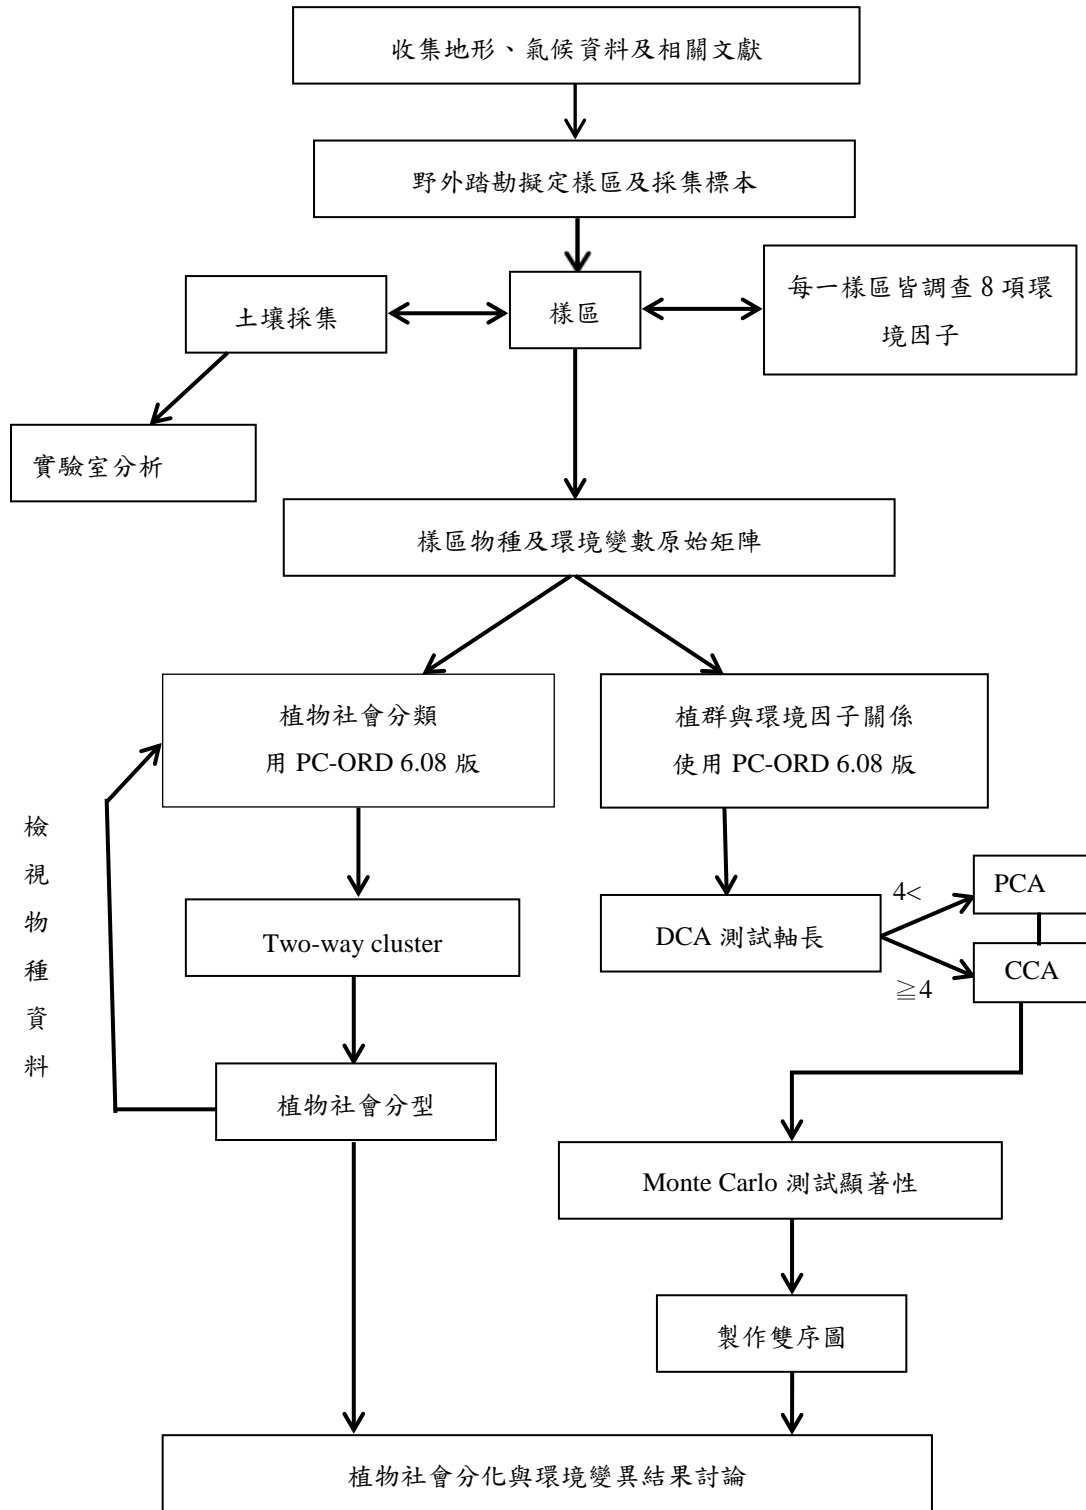 收集地形、氣候資料及相關文獻
野外踏勘擬定樣區及採集標本
土壤採集
樣區
每一樣區皆調查 8 項環
境因子
實驗室分析
樣區物種及環境變數原始矩陣
植物社會分類
用 PC-ORD 6.08 版
植群與環境因子關係
使用 PC-ORD 6.08 版
檢
視
物
種
資
料
Two-way cluster
DCA 測試軸長
4<
PCA
≧4
CCA
植物社會分型
Monte Carlo 測試顯著性
製作雙序圖
植物社會分化與環境變異結果討論